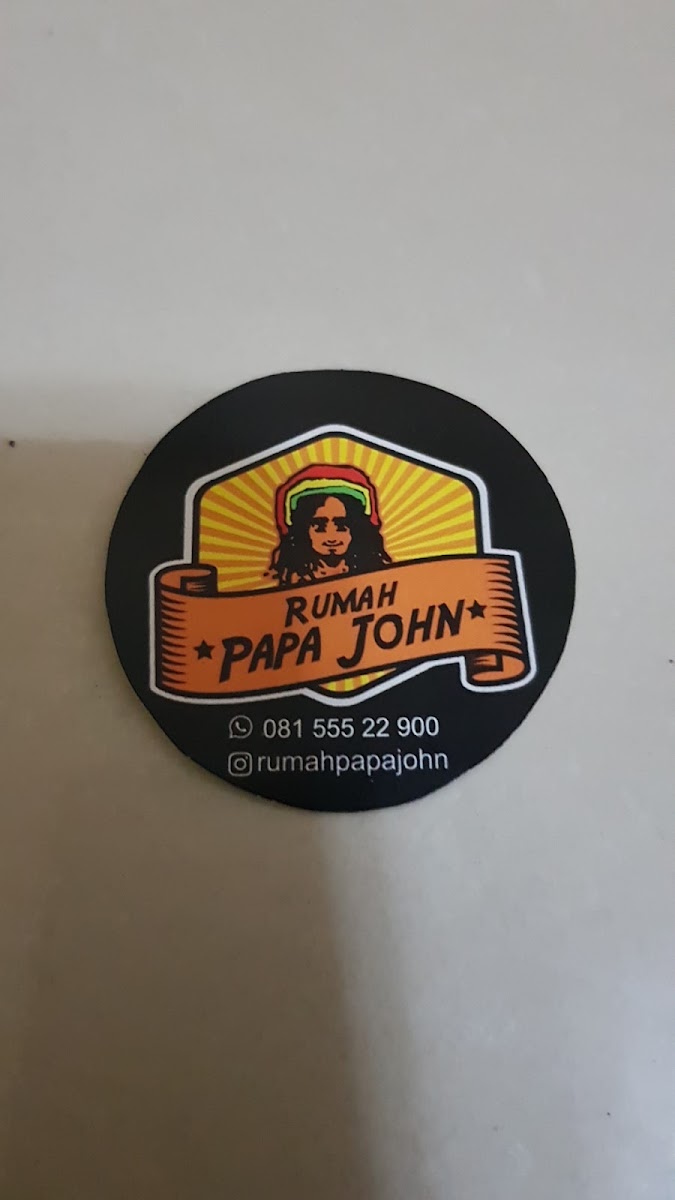 RUMAH
PAPA JOHN
081 555 22 900
rumahpapajohn